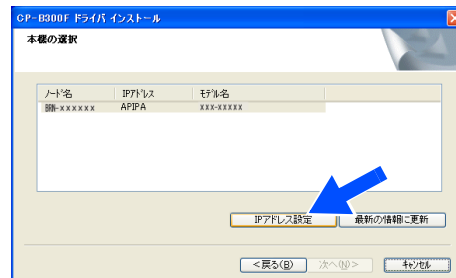 CP-B300F ドライバ インストール
本機の選択
ノード名 IPアドレス モデル名
BRN-xxxxxx APIPA xxx-xxxxx
IPアドレス設定 最新の情報に更新
<戻る(B) 次へ(N)> キャンセル